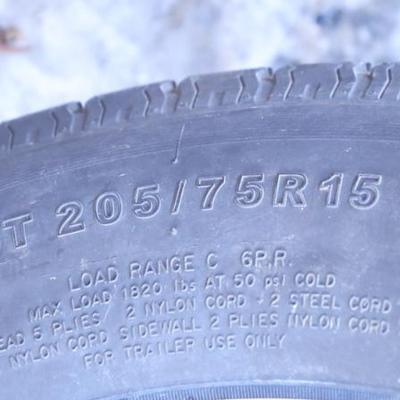 T 205/75R15
LOAD RANGE C 6P.R.
MAX LOAD 1820 lbs AT 50 psi COLD
EAD 5 PLIES 2 NYLON CORD + 2 STEEL CORD
NYLON CORD SIDEWALL 2 PLIES NYLON CORD
FOR TRAILER USE ONLY